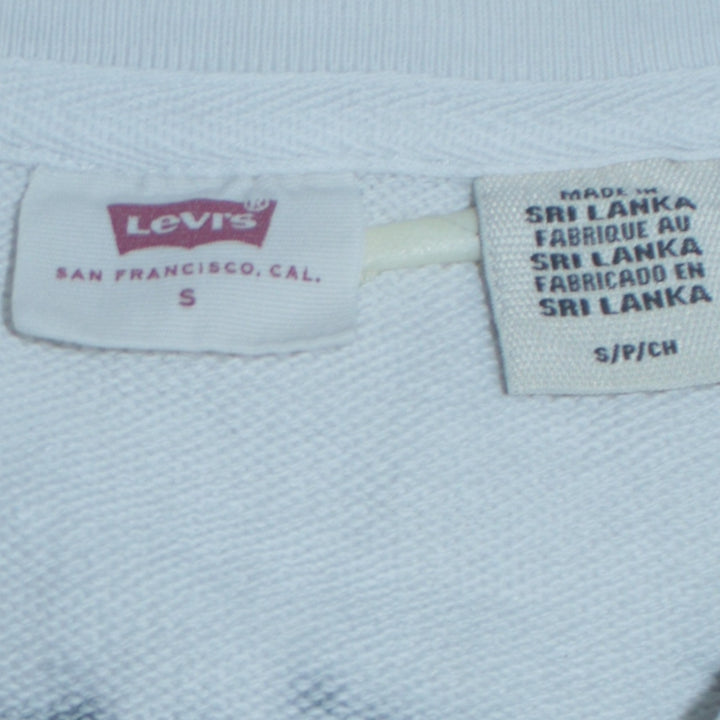 LEVI'S
SAN FRANCISCO, CAL.
S
MADE IN
SRI LANKA
FABRIQUE AU
SRI LANKA
FABRICADO EN
SRI LANKA
S/P/CH